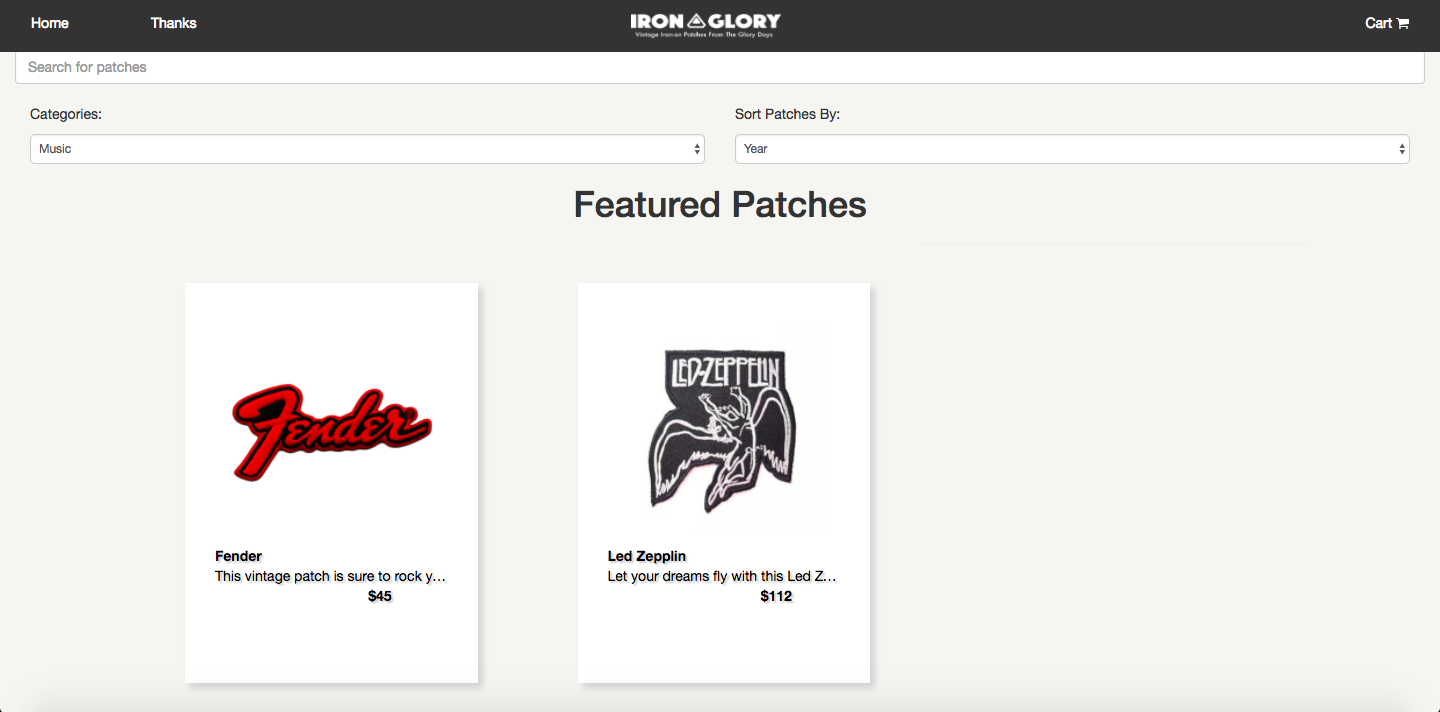 Home Thanks IRON GLORY Cart
Vintage Iron-on Patches From The Glory Days
Search for patches
Categories: Sort Patches By:
Music Year
Featured Patches
LED-ZEPPELIN
Fender
Fender Led Zepplin
This vintage patch is sure to rock y… Let your dreams fly with this Led Z…
$45 $112